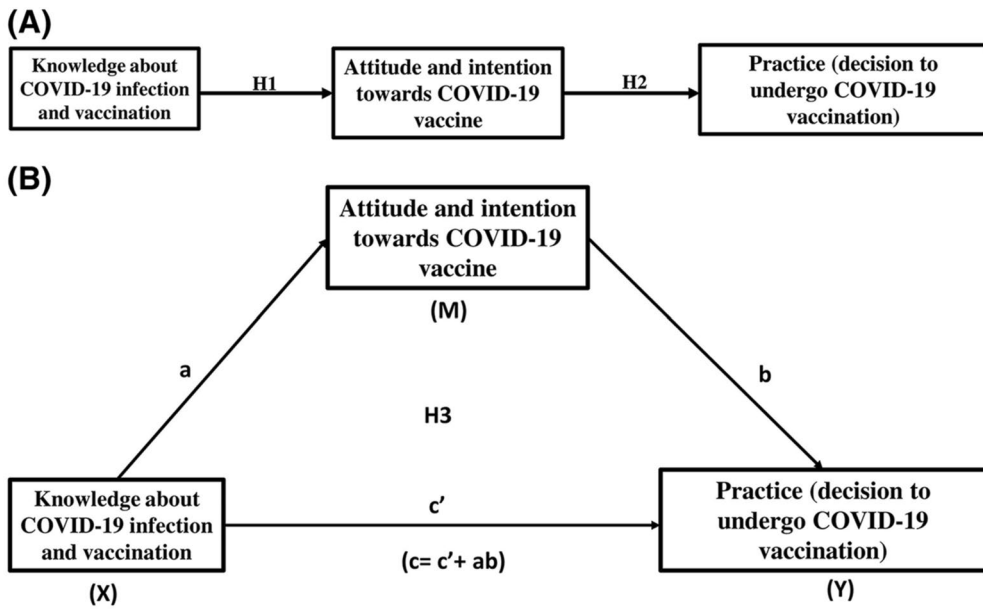 (A)
Knowledge about
COVID-19 infection
and vaccination
H1
Attitude and intention
towards COVID-19
vaccine
H2
Practice (decision to
undergo COVID-19
vaccination)
(B)
Attitude and intention
towards COVID-19
vaccine
(M)
a
b
H3
Knowledge about
COVID-19 infection
and vaccination
(X)
c’
(c= c’+ ab)
Practice (decision to
undergo COVID-19
vaccination)
(Y)